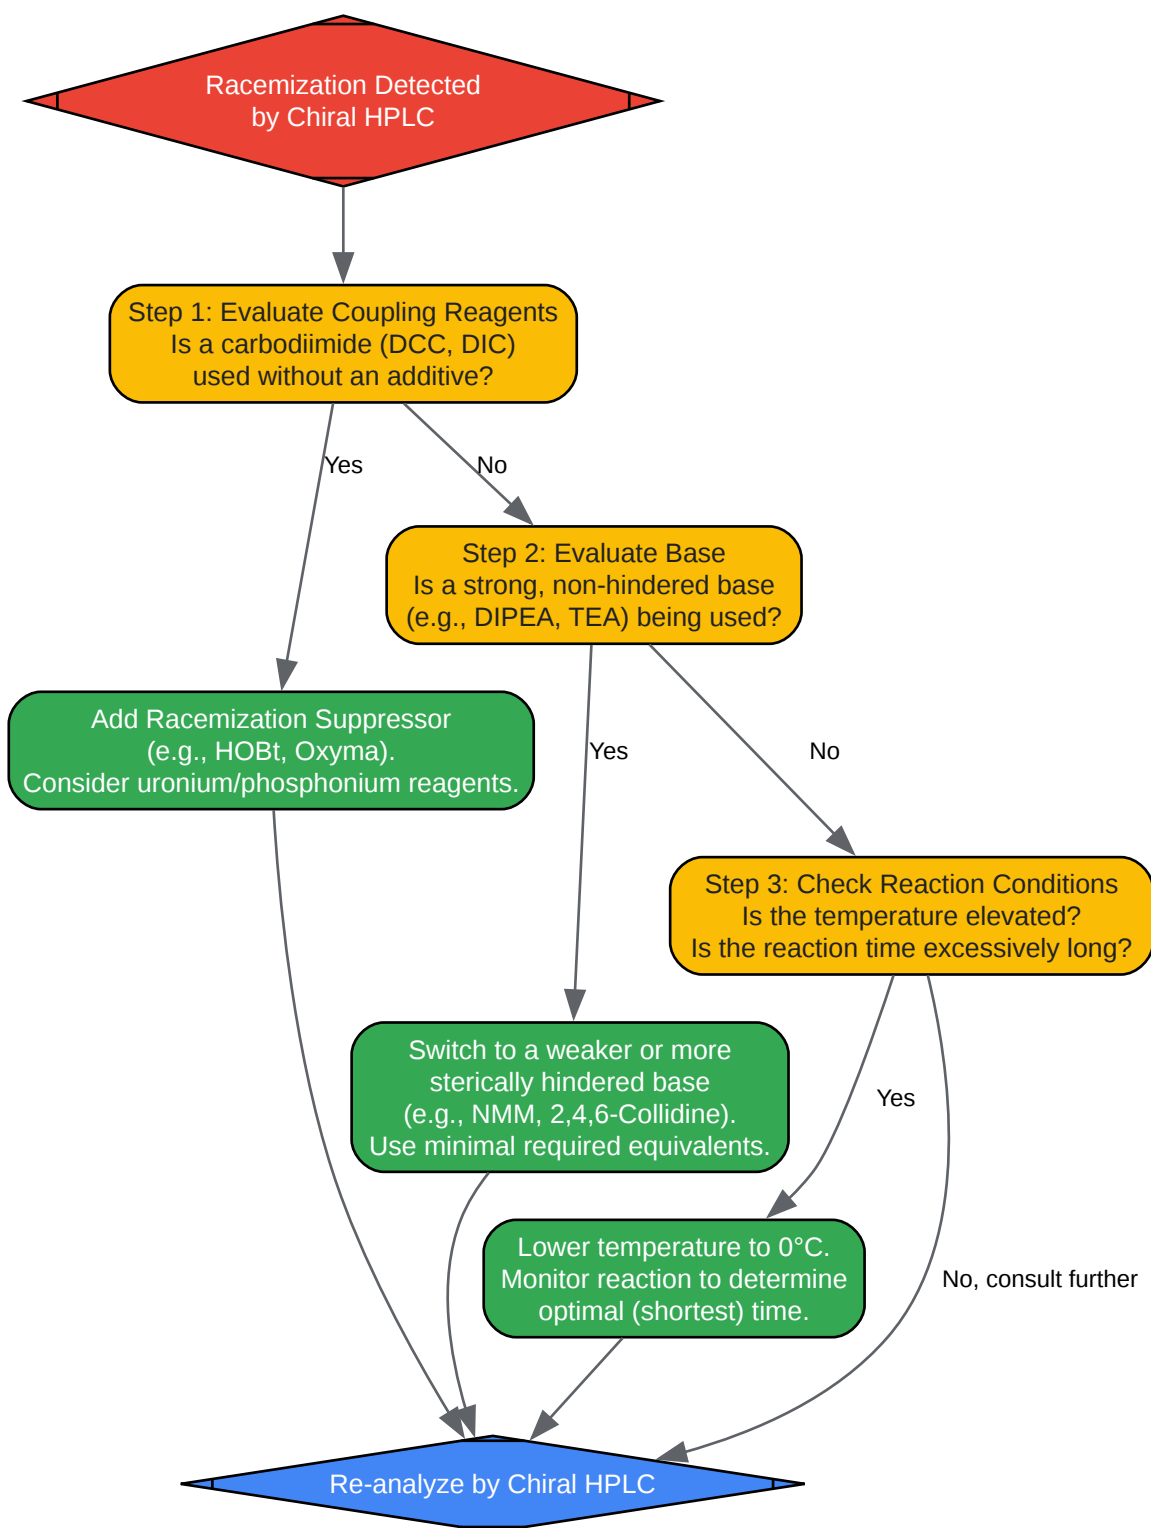 Racemization Detected
by Chiral HPLC
Step 1: Evaluate Coupling Reagents
Is a carbodiimide (DCC, DIC)
used without an additive?
Yes
No
Step 2: Evaluate Base
Is a strong, non-hindered base
(e.g., DIPEA, TEA) being used?
Add Racemization Suppressor
(e.g., HOBt, Oxyma).
Consider uronium/phosphonium reagents.
Yes
No
Step 3: Check Reaction Conditions
Is the temperature elevated?
Is the reaction time excessively long?
Switch to a weaker or more
sterically hindered base
(e.g., NMM, 2,4,6-Collidine).
Use minimal required equivalents.
Yes
Lower temperature to 0°C.
Monitor reaction to determine
optimal (shortest) time.
No, consult further
Re-analyze by Chiral HPLC